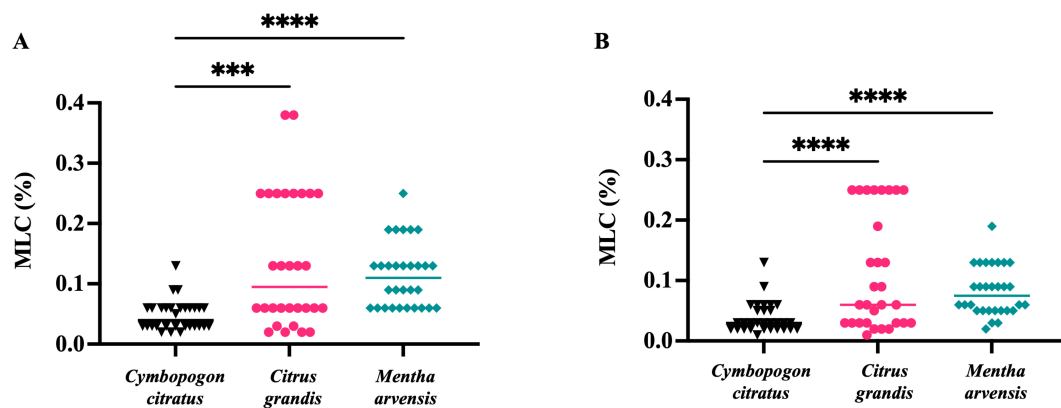 A
****
***
MLC (%)
0.4
0.3
0.2
0.1
0.0
Cymbopogon
citratus
Citrus
grandis
Mentha
arvensis
B
****
****
MLC (%)
0.4
0.3
0.2
0.1
0.0
Cymbopogon
citratus
Citrus
grandis
Mentha
arvensis